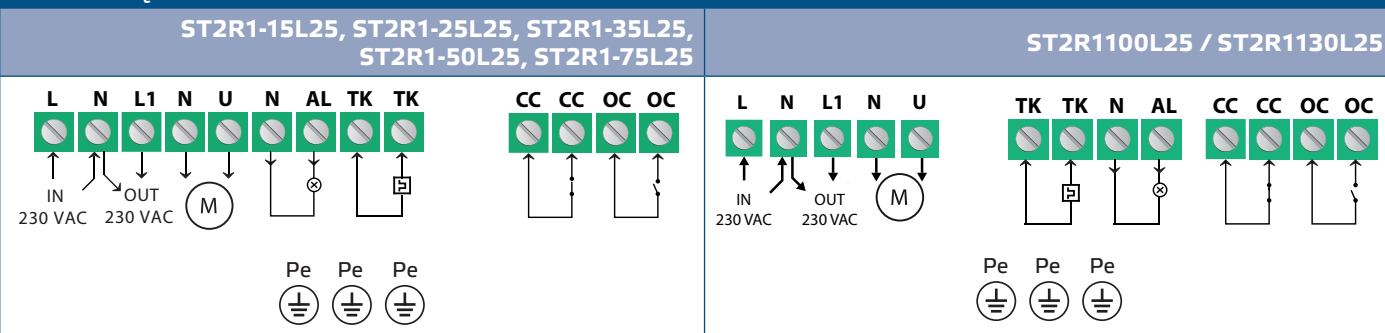 ST2R1-15L25, ST2R1-25L25, ST2R1-35L25,
ST2R1-50L25, ST2R1-75L25
L N L1 N U N AL TK TK CC CC OC OC
IN
230 VAC
OUT
230 VAC
M
Pe Pe Pe
ST2R1100L25 / ST2R1130L25
L N L1 N U TK TK N AL CC CC OC OC
IN
230 VAC
OUT
230 VAC
M
Pe Pe Pe